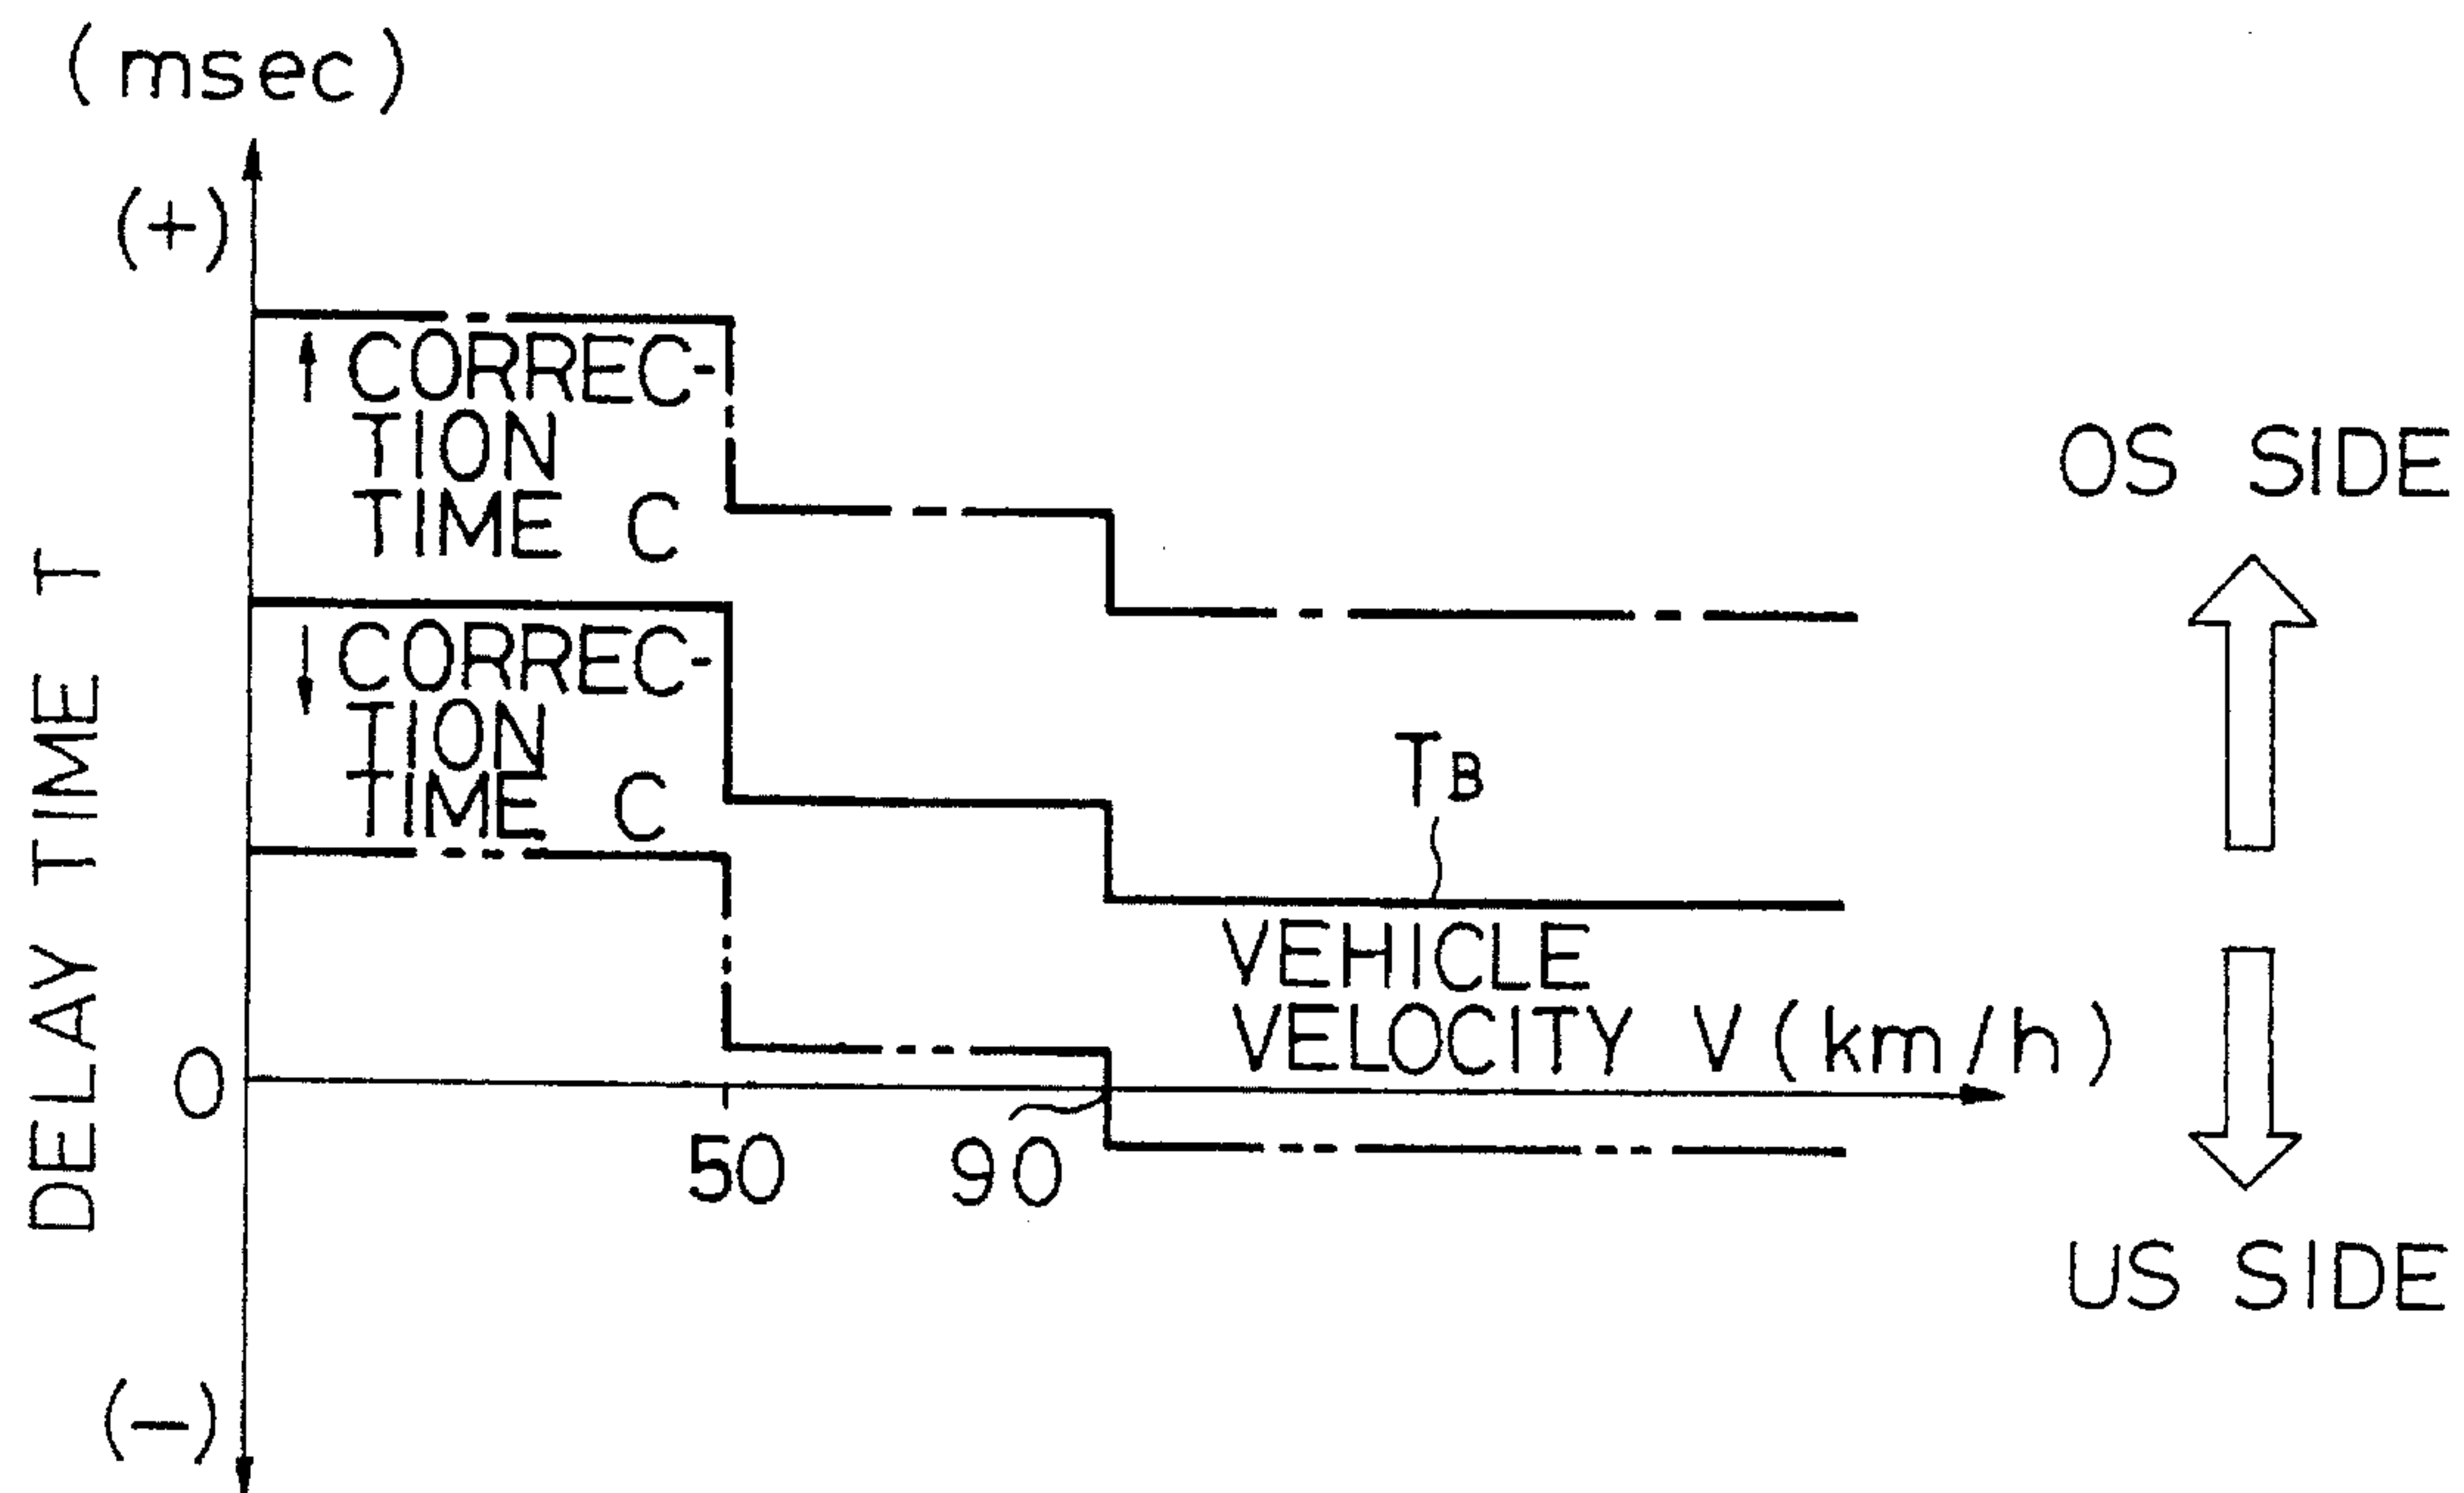 (msec)
(+)
↑ CORREC-
TION
TIME C
OS SIDE
↓ CORREC-
TION
TIME C
DELAY TIME T
TB
VEHICLE
VELOCITY V (km/h)
0
50
90
US SIDE
(-)